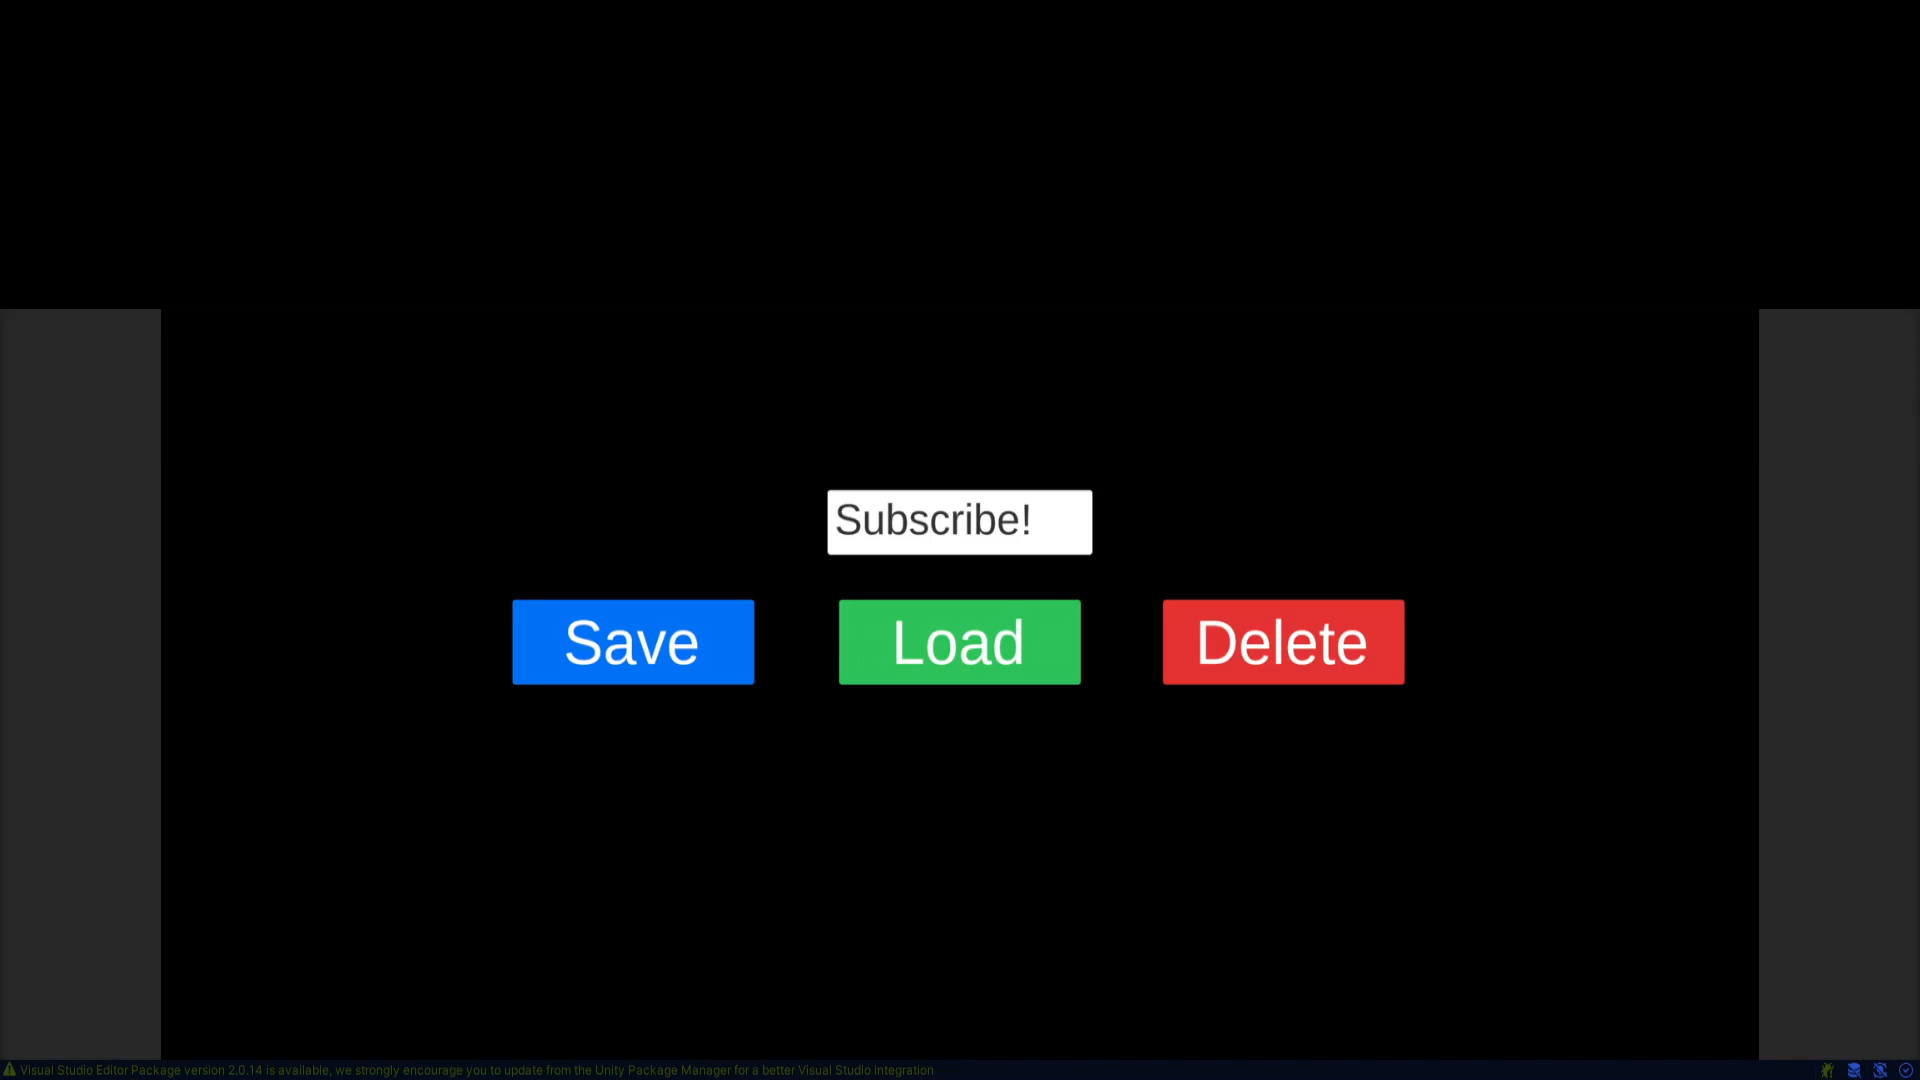 Subscribe!
Save
Load
Delete
Visual Studio Editor Package version 2.0.14 is available, we strongly encourage you to update from the Unity Package Manager for a better Visual Studio integration